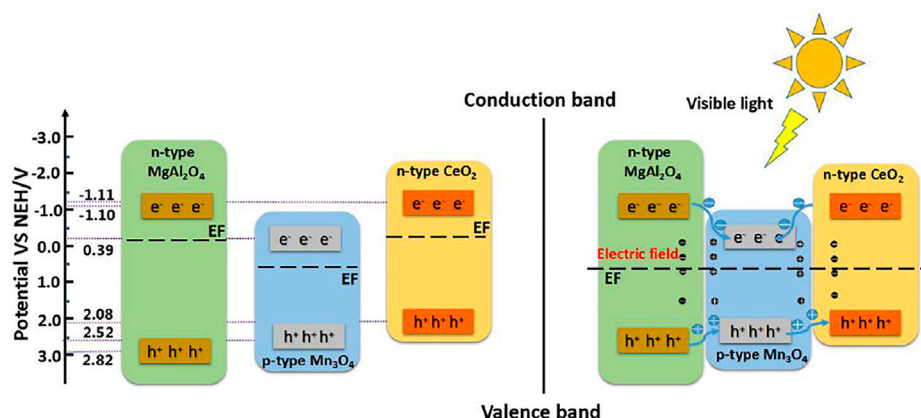 Conduction band
Visible light
Potential VS NEH/V
-3.0
-2.0
-1.0
0.0
1.0
2.0
3.0
-1.11
-1.10
0.39
2.08
2.52
2.82
n-type
MgAl₂O₄
e⁻ e⁻ e⁻
EF
h⁺ h⁺ h⁺
e⁻ e⁻ e⁻
EF
h⁺ h⁺ h⁺
p-type Mn₃O₄
n-type CeO₂
e⁻ e⁻ e⁻
EF
h⁺ h⁺ h⁺
n-type
MgAl₂O₄
e⁻ e⁻ e⁻
Electric field
EF
h⁺ h⁺ h⁺
e⁻ e⁻ e
h⁺ h⁺ h⁺
p-type Mn₃O₄
n-type CeO₂
e⁻ e⁻ e⁻
h⁺ h⁺ h⁺
Valence band